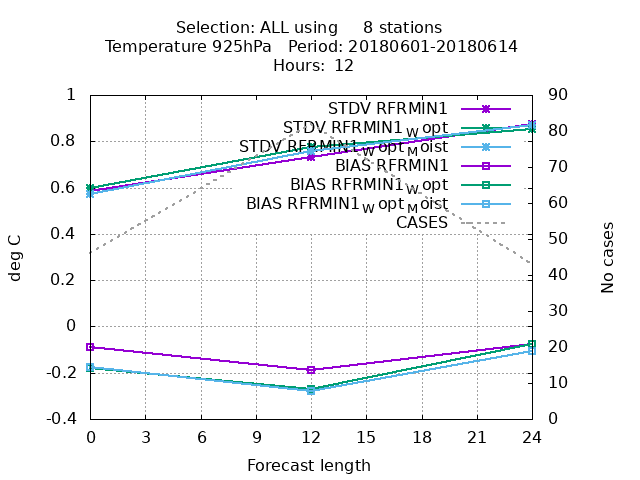 Selection: ALL using 8 stations
Temperature 925hPa Period: 20180601-20180614
Hours: 12
1
0.8
0.6
0.4
0.2
0
-0.2
-0.4
deg C
STDV RFRMIN1
STDV RFRMIN1_W opt
STDV RFRMIN1_W opt_M oist
BIAS RFRMIN1
BIAS RFRMIN1_W opt
BIAS RFRMIN1_W opt_M oist
CASES
90
80
70
60
50
40
30
20
10
0
No cases
0 3 6 9 12 15 18 21 24
Forecast length